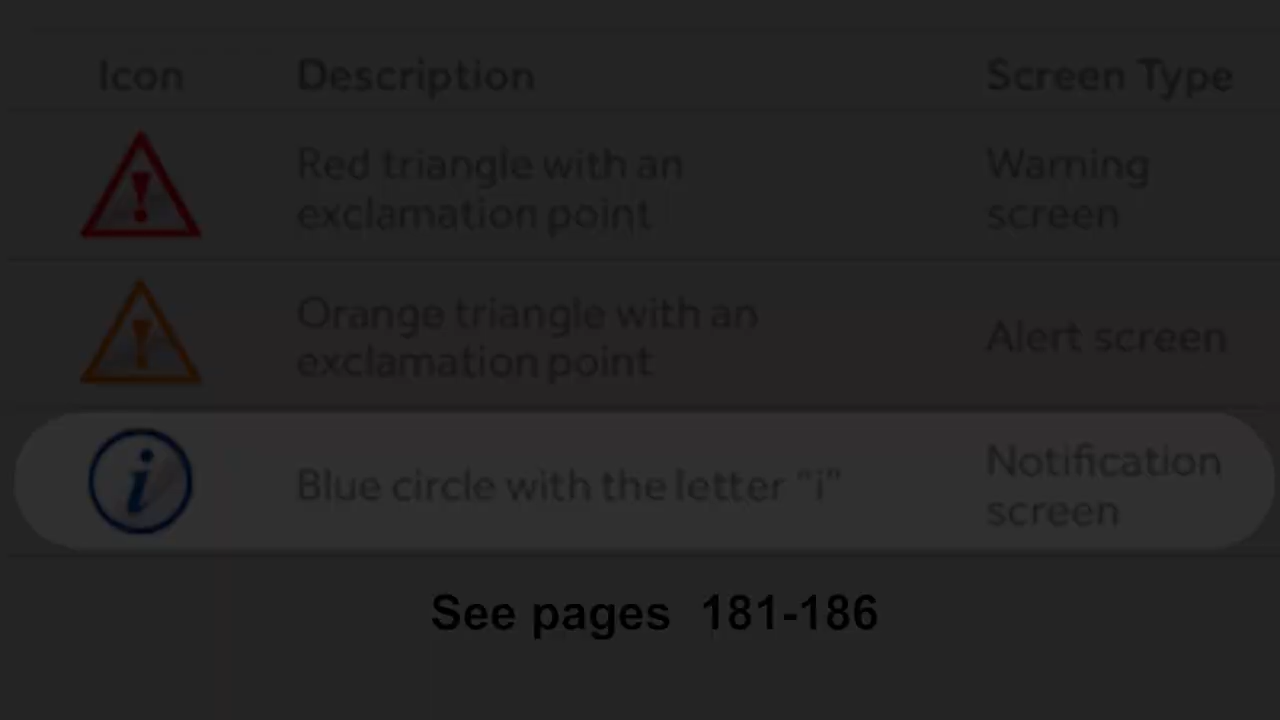 Icon Description Screen Type
Red triangle with an
exclamation point
Warning
screen
Orange triangle with an
exclamation point
Alert screen
Blue circle with the letter "i"
Notification
screen
See pages 181-186